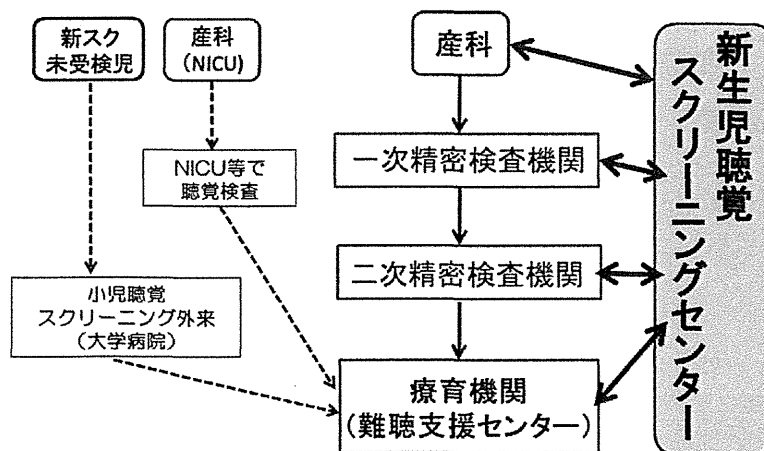 新スク
未受検児
産科
(NICU)
産科
新生児聴覚
スクリーニングセンター
NICU等で
聴覚検査
一次精密検査機関
二次精密検査機関
小児聴覚
スクリーニング外来
(大学病院)
療育機関
(難聴支援センター)